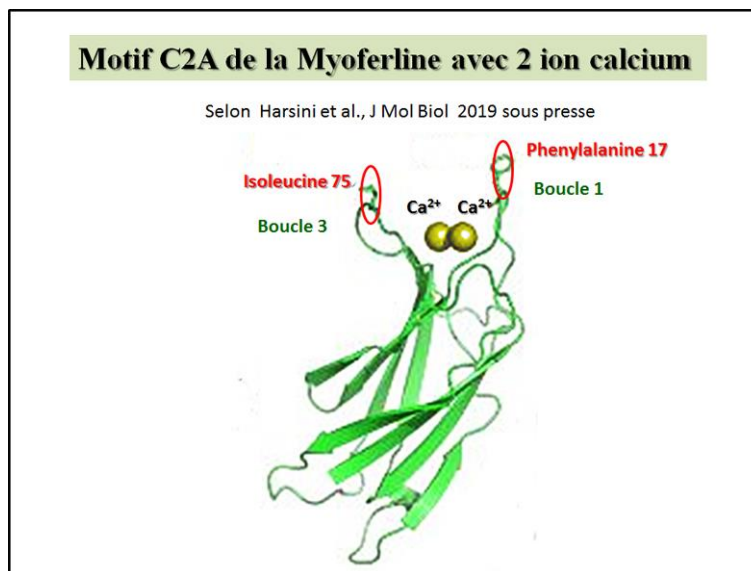 Motif C2A de la Myoferline avec 2 ion calcium
Selon Harsini et al., J Mol Biol 2019 sous presse
Phenylalanine 17
Isoleucine 75
Boucle 1
Ca²⁺ Ca²⁺
Boucle 3